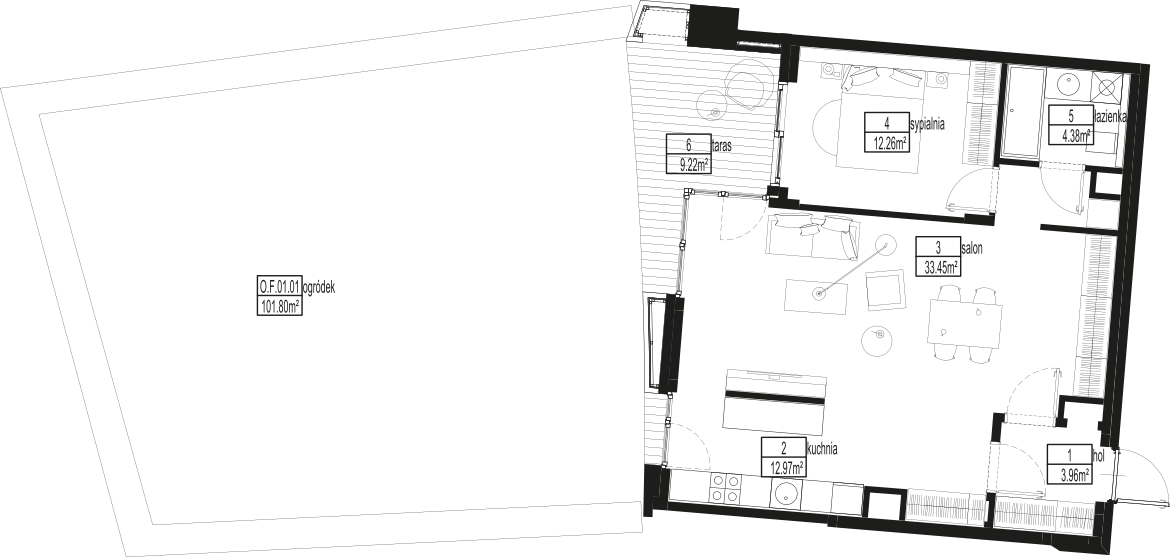 5 łazienka
4.38m²
4 sypialnia
12.26m²
6 taras
9.22m²
3 salon
33.45m²
O.F.01.01 ogródek
101.80m²
2 kuchnia
12.97m²
1 hol
3.96m²